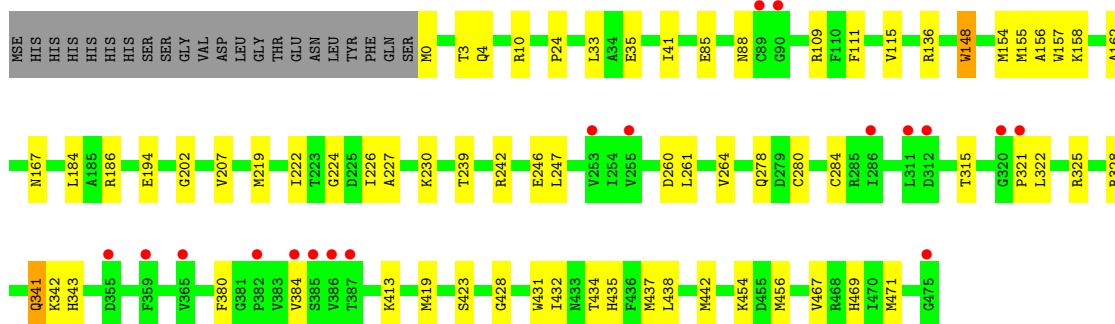 MSE HIS HIS HIS HIS HIS HIS SER SER GLY VAL ASP LEU GLY THR GLU ASN LEU TYR PHE GLN SER M0 T3 Q4 R10 P24 L33 A34 E35 I41 E85 N88 C89 G90 R109 F110 F111 V115 R136 W148 M154 M155 A156 W157 K158 A162
N167 L184 A185 R186 E194 G202 V207 M219 I222 T223 G224 D225 I226 A227 K230 T239 R242 E246 L247 V253 I254 V255 D260 L261 V264 Q278 D279 C280 C284 R285 I286 L311 D312 T315 G320 P321 L322 R325
Q341 K342 H343 D355 F359 V365 F380 G381 P382 V383 V384 S385 V386 T387 K413 M419 S423 G428 W431 I432 N433 T434 H435 F436 M437 L438 M442 K454 D455 M456 V467 R468 H469 I470 M471 G475